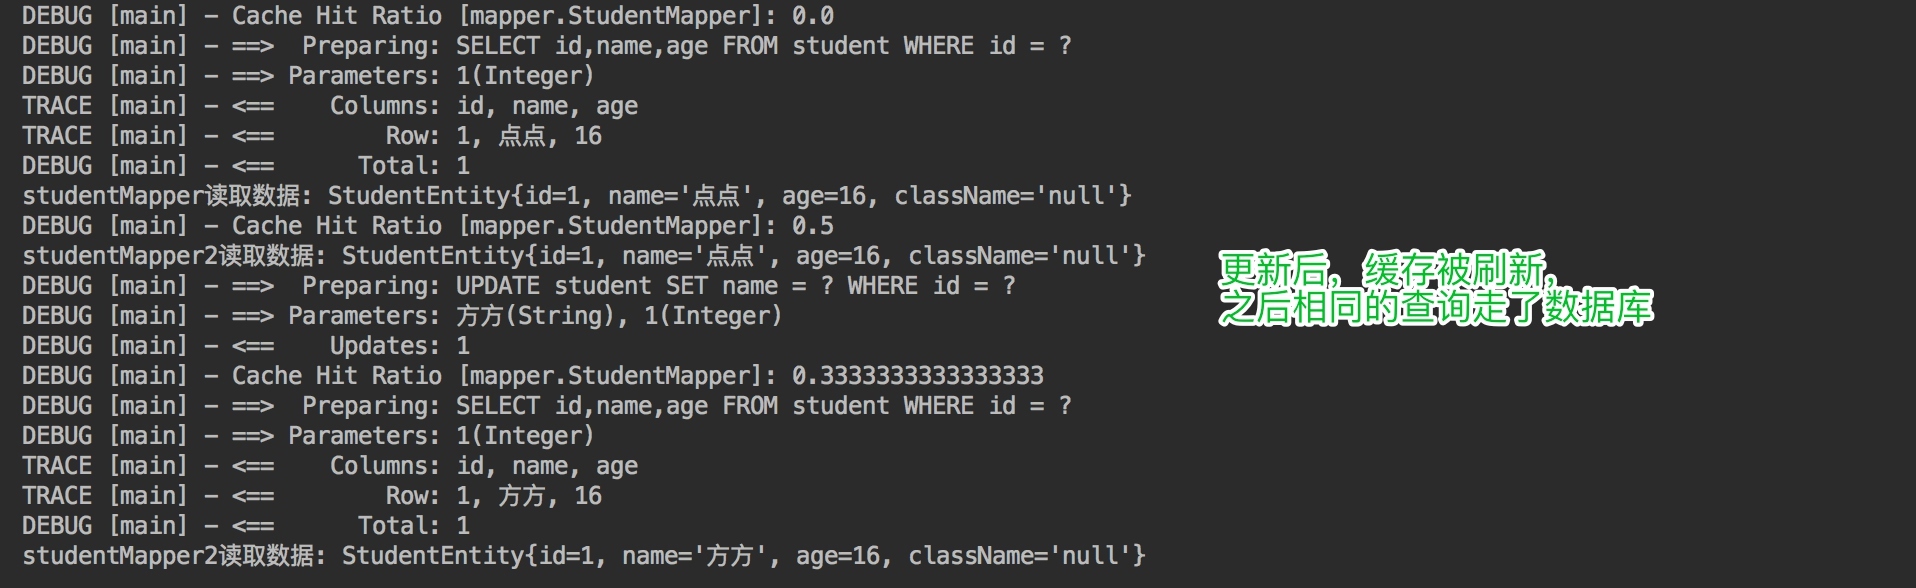 DEBUG [main] - Cache Hit Ratio [mapper.StudentMapper]: 0.0
DEBUG [main] - ==>  Preparing: SELECT id,name,age FROM student WHERE id = ?
DEBUG [main] - ==> Parameters: 1(Integer)
TRACE [main] - <==    Columns: id, name, age
TRACE [main] - <==        Row: 1, 点点, 16
DEBUG [main] - <==      Total: 1
studentMapper读取数据: StudentEntity{id=1, name='点点', age=16, className='null'}
DEBUG [main] - Cache Hit Ratio [mapper.StudentMapper]: 0.5
studentMapper2读取数据: StudentEntity{id=1, name='点点', age=16, className='null'}
DEBUG [main] - ==>  Preparing: UPDATE student SET name = ? WHERE id = ?
DEBUG [main] - ==> Parameters: 方方(String), 1(Integer)
DEBUG [main] - <==    Updates: 1
DEBUG [main] - Cache Hit Ratio [mapper.StudentMapper]: 0.3333333333333333
DEBUG [main] - ==>  Preparing: SELECT id,name,age FROM student WHERE id = ?
DEBUG [main] - ==> Parameters: 1(Integer)
TRACE [main] - <==    Columns: id, name, age
TRACE [main] - <==        Row: 1, 方方, 16
DEBUG [main] - <==      Total: 1
studentMapper2读取数据: StudentEntity{id=1, name='方方', age=16, className='null'}
更新后，缓存被刷新，
之后相同的查询走了数据库